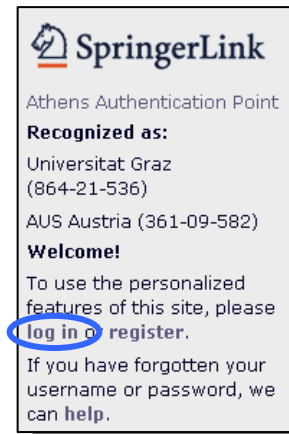 SpringerLink
Athens Authentication Point
Recognized as:
Universitat Graz
(864-21-536)
AUS Austria (361-09-582)
Welcome!
To use the personalized
features of this site, please
log in or register.
If you have forgotten your
username or password, we
can help.